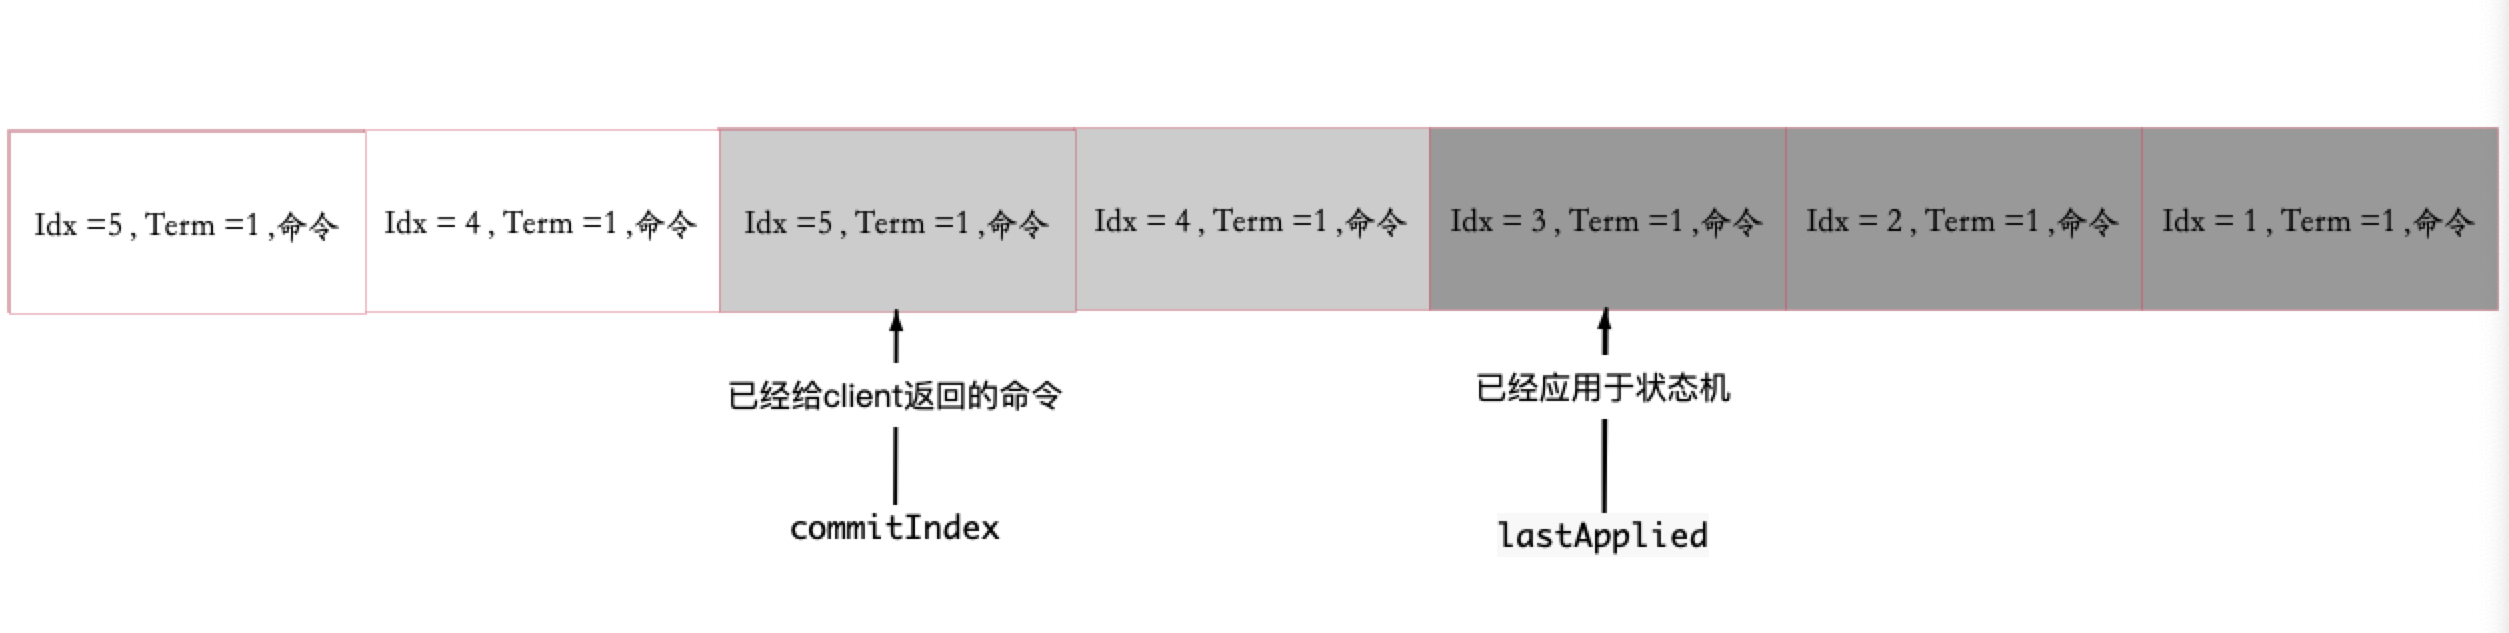 Idx =5 , Term =1 ,命令
Idx = 4 , Term =1 ,命令
Idx =5 , Term =1 ,命令
Idx = 4 , Term =1 ,命令
Idx = 3 , Term =1 ,命令
Idx = 2 , Term =1 ,命令
Idx = 1 , Term =1 ,命令
已经给client返回的命令
已经应用于状态机
commitIndex
lastApplied